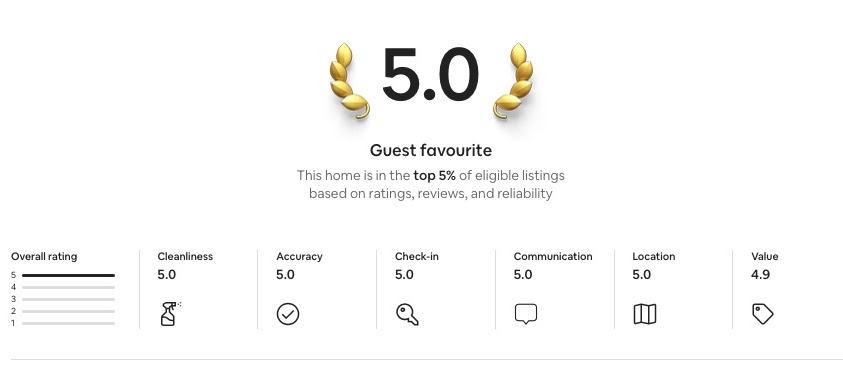 5.0
Guest favourite
This home is in the top 5% of eligible listings
based on ratings, reviews, and reliability
Overall rating
5
4
3
2
1
Cleanliness
5.0
Accuracy
5.0
Check-in
5.0
Communication
5.0
Location
5.0
Value
4.9